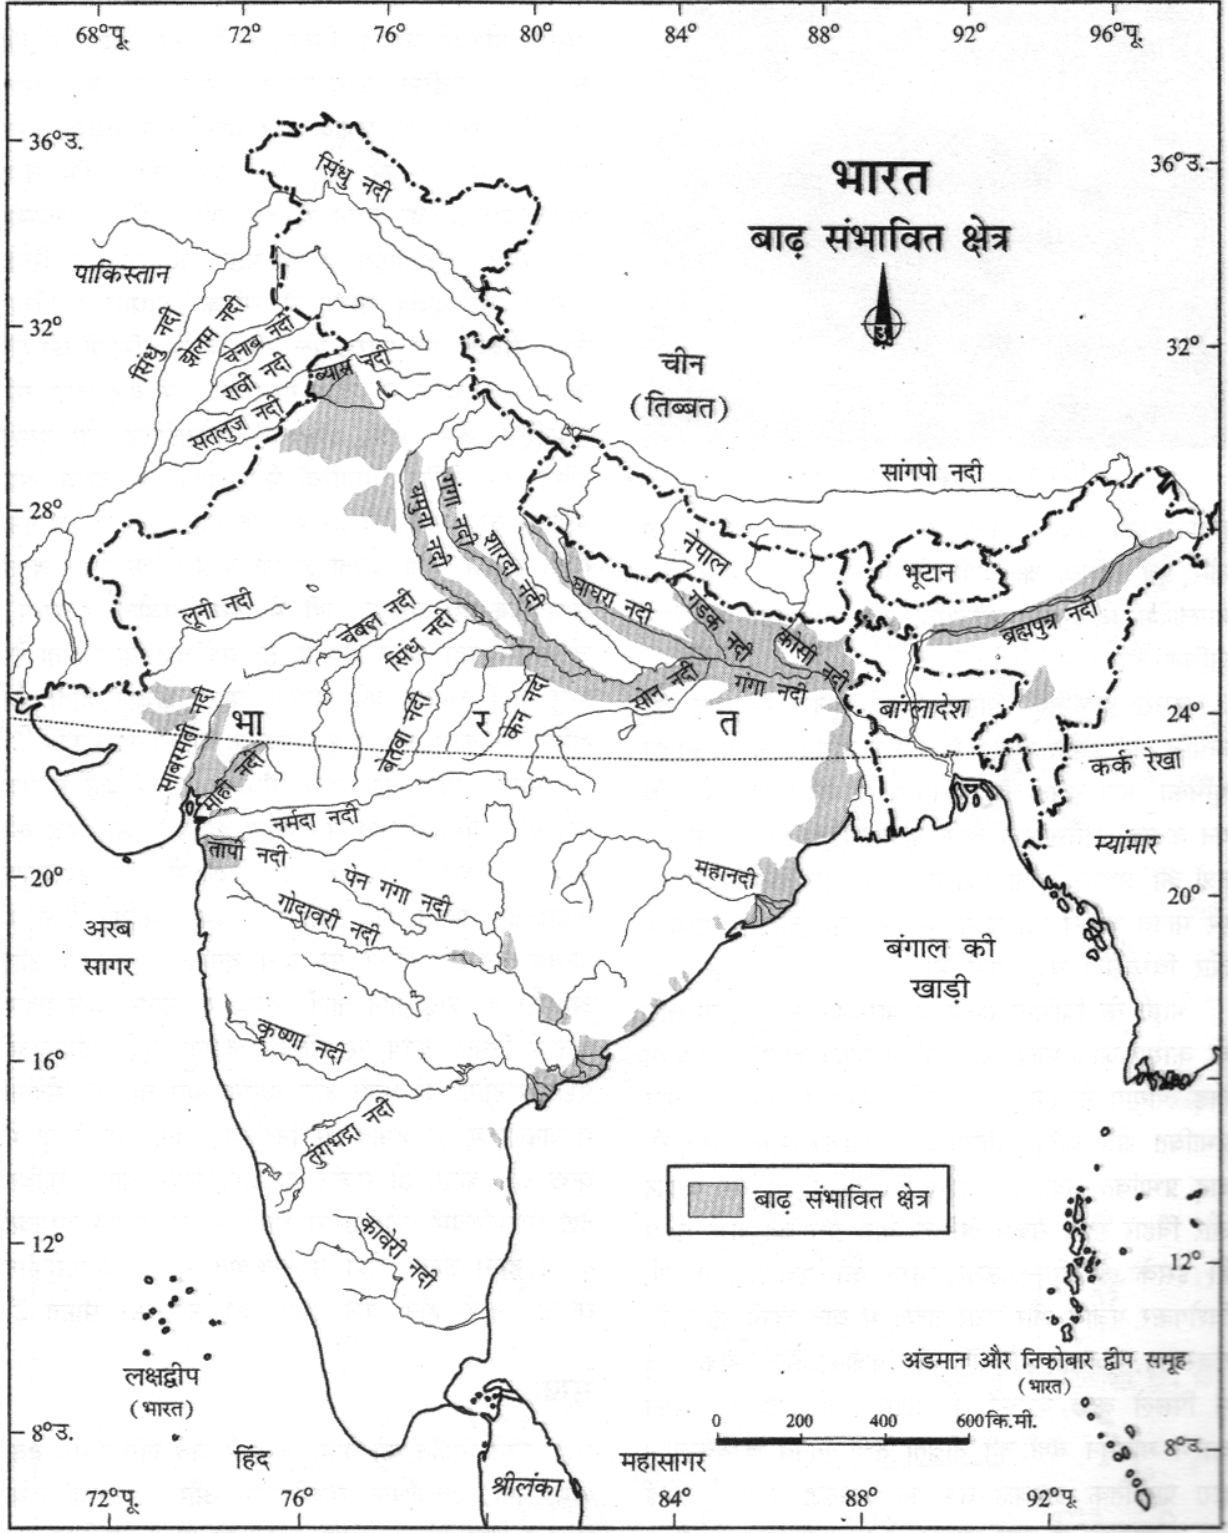 68°पू.
72°
76°
80°
84°
88°
92°
96°पू.
36°उ.
36°उ.
भारत
बाढ़ संभावित क्षेत्र
सिंधु नदी
पाकिस्तान
सिंधु नदी
झेलम नदी
चनाब नदी
रावी नदी
ब्यास नदी
सतलुज नदी
32°
32°
चीन
(तिब्बत)
सांगपो नदी
28°
यमुना नदी
गंगा नदी
शारदा नदी
नेपाल
भूटान
घाघरा नदी
गंडक नदी
कोसी नदी
ब्रह्मपुत्र नदी
लूनी नदी
चंबल नदी
सिंध नदी
बेतवा नदी
केन नदी
सोन नदी
गंगा नदी
बांग्लादेश
24°
साबरमती नदी
माही नदी
भा र त
कर्क रेखा
नर्मदा नदी
तापी नदी
म्यांमार
20°
20°
पेन गंगा नदी
गोदावरी नदी
महानदी
अरब
सागर
बंगाल की
खाड़ी
कृष्णा नदी
16°
तुंगभद्रा नदी
बाढ़ संभावित क्षेत्र
कावेरी नदी
12°
12°
लक्षद्वीप
(भारत)
अंडमान और निकोबार द्वीप समूह
(भारत)
0 200 400 600कि.मी.
8°उ.
8°उ.
हिंद
महासागर
श्रीलंका
72°पू.
76°
84°
88°
92°पू.